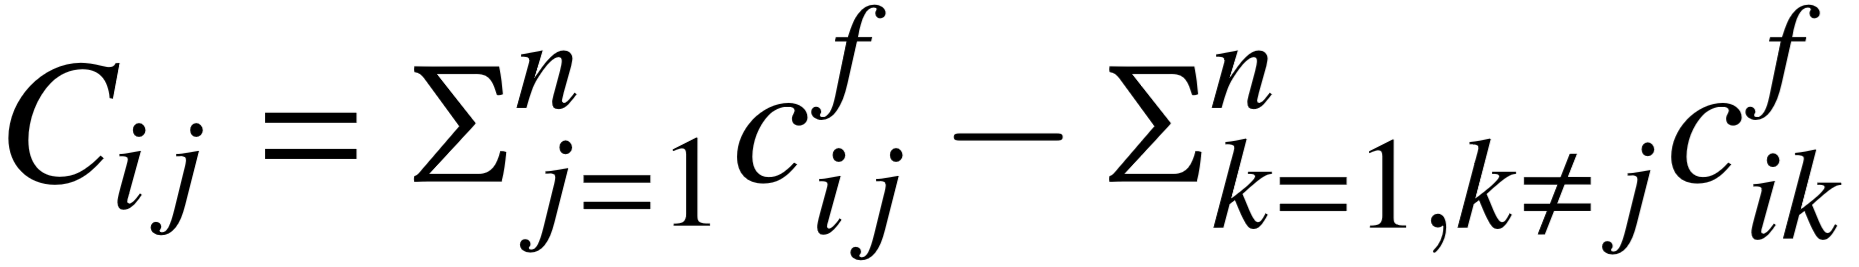 C_{ij} = Σ_{j=1}^{n} c_{ij}^{f} − Σ_{k=1,k≠j}^{n} c_{ik}^{f}